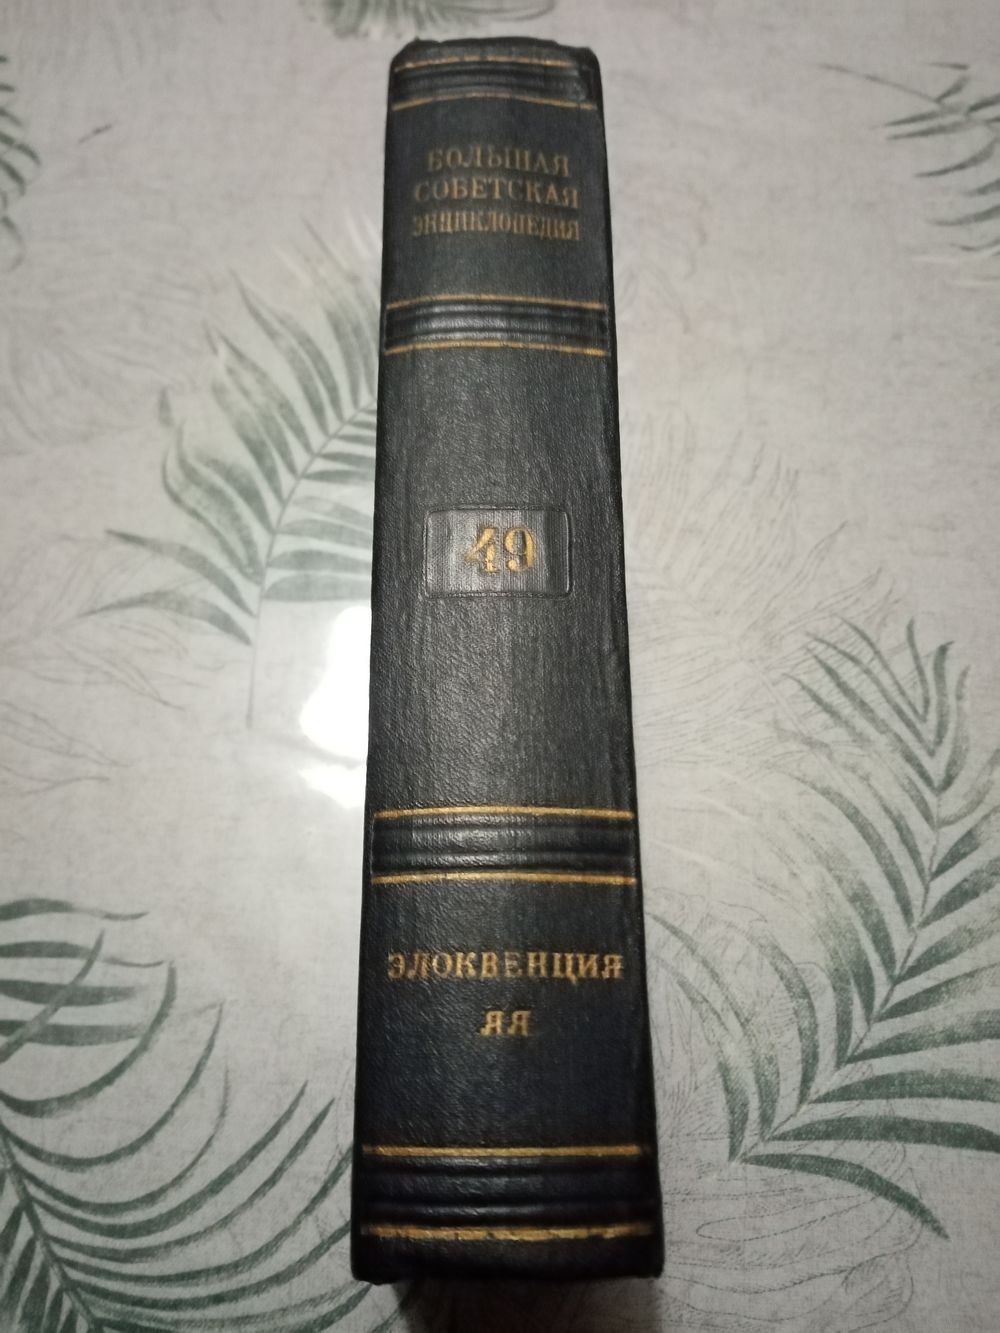 БОЛЬШАЯ
СОВЕТСКАЯ
ЭНЦИКЛОПЕДИЯ
49
ЭЛОКВЕНЦИЯ
ЯЯ